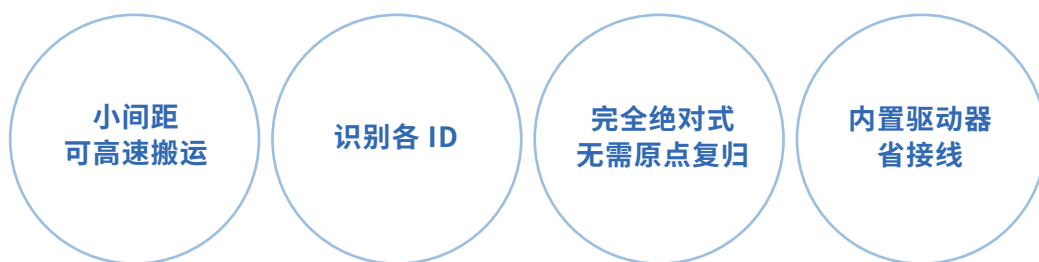 小间距
可高速搬运
识别各 ID
完全绝对式
无需原点复归
内置驱动器
省接线